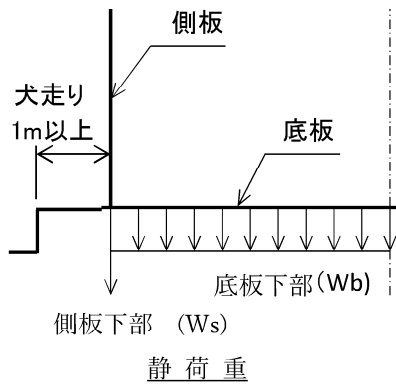 側板
犬走り
1m以上
底板
底板下部(Wb)
側板下部 (Ws)
静 荷 重